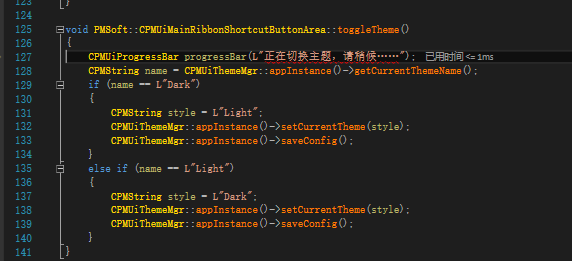 123 }
124
125 void PMSoft::CPMUiMainRibbonShortcutButtonArea::toggleTheme()
126 {
127 CPMUiProgressBar progressBar(L"正在切换主题，请稍候……"); 已用时间 <= 1ms
128 CPMString name = CPMUiThemeMgr::appInstance()->getCurrentThemeName();
129 if (name == L"Dark")
130 {
131 CPMString style = L"Light";
132 CPMUiThemeMgr::appInstance()->setCurrentTheme(style);
133 CPMUiThemeMgr::appInstance()->saveConfig();
134 }
135 else if (name == L"Light")
136 {
137 CPMString style = L"Dark";
138 CPMUiThemeMgr::appInstance()->setCurrentTheme(style);
139 CPMUiThemeMgr::appInstance()->saveConfig();
140 }
141 }